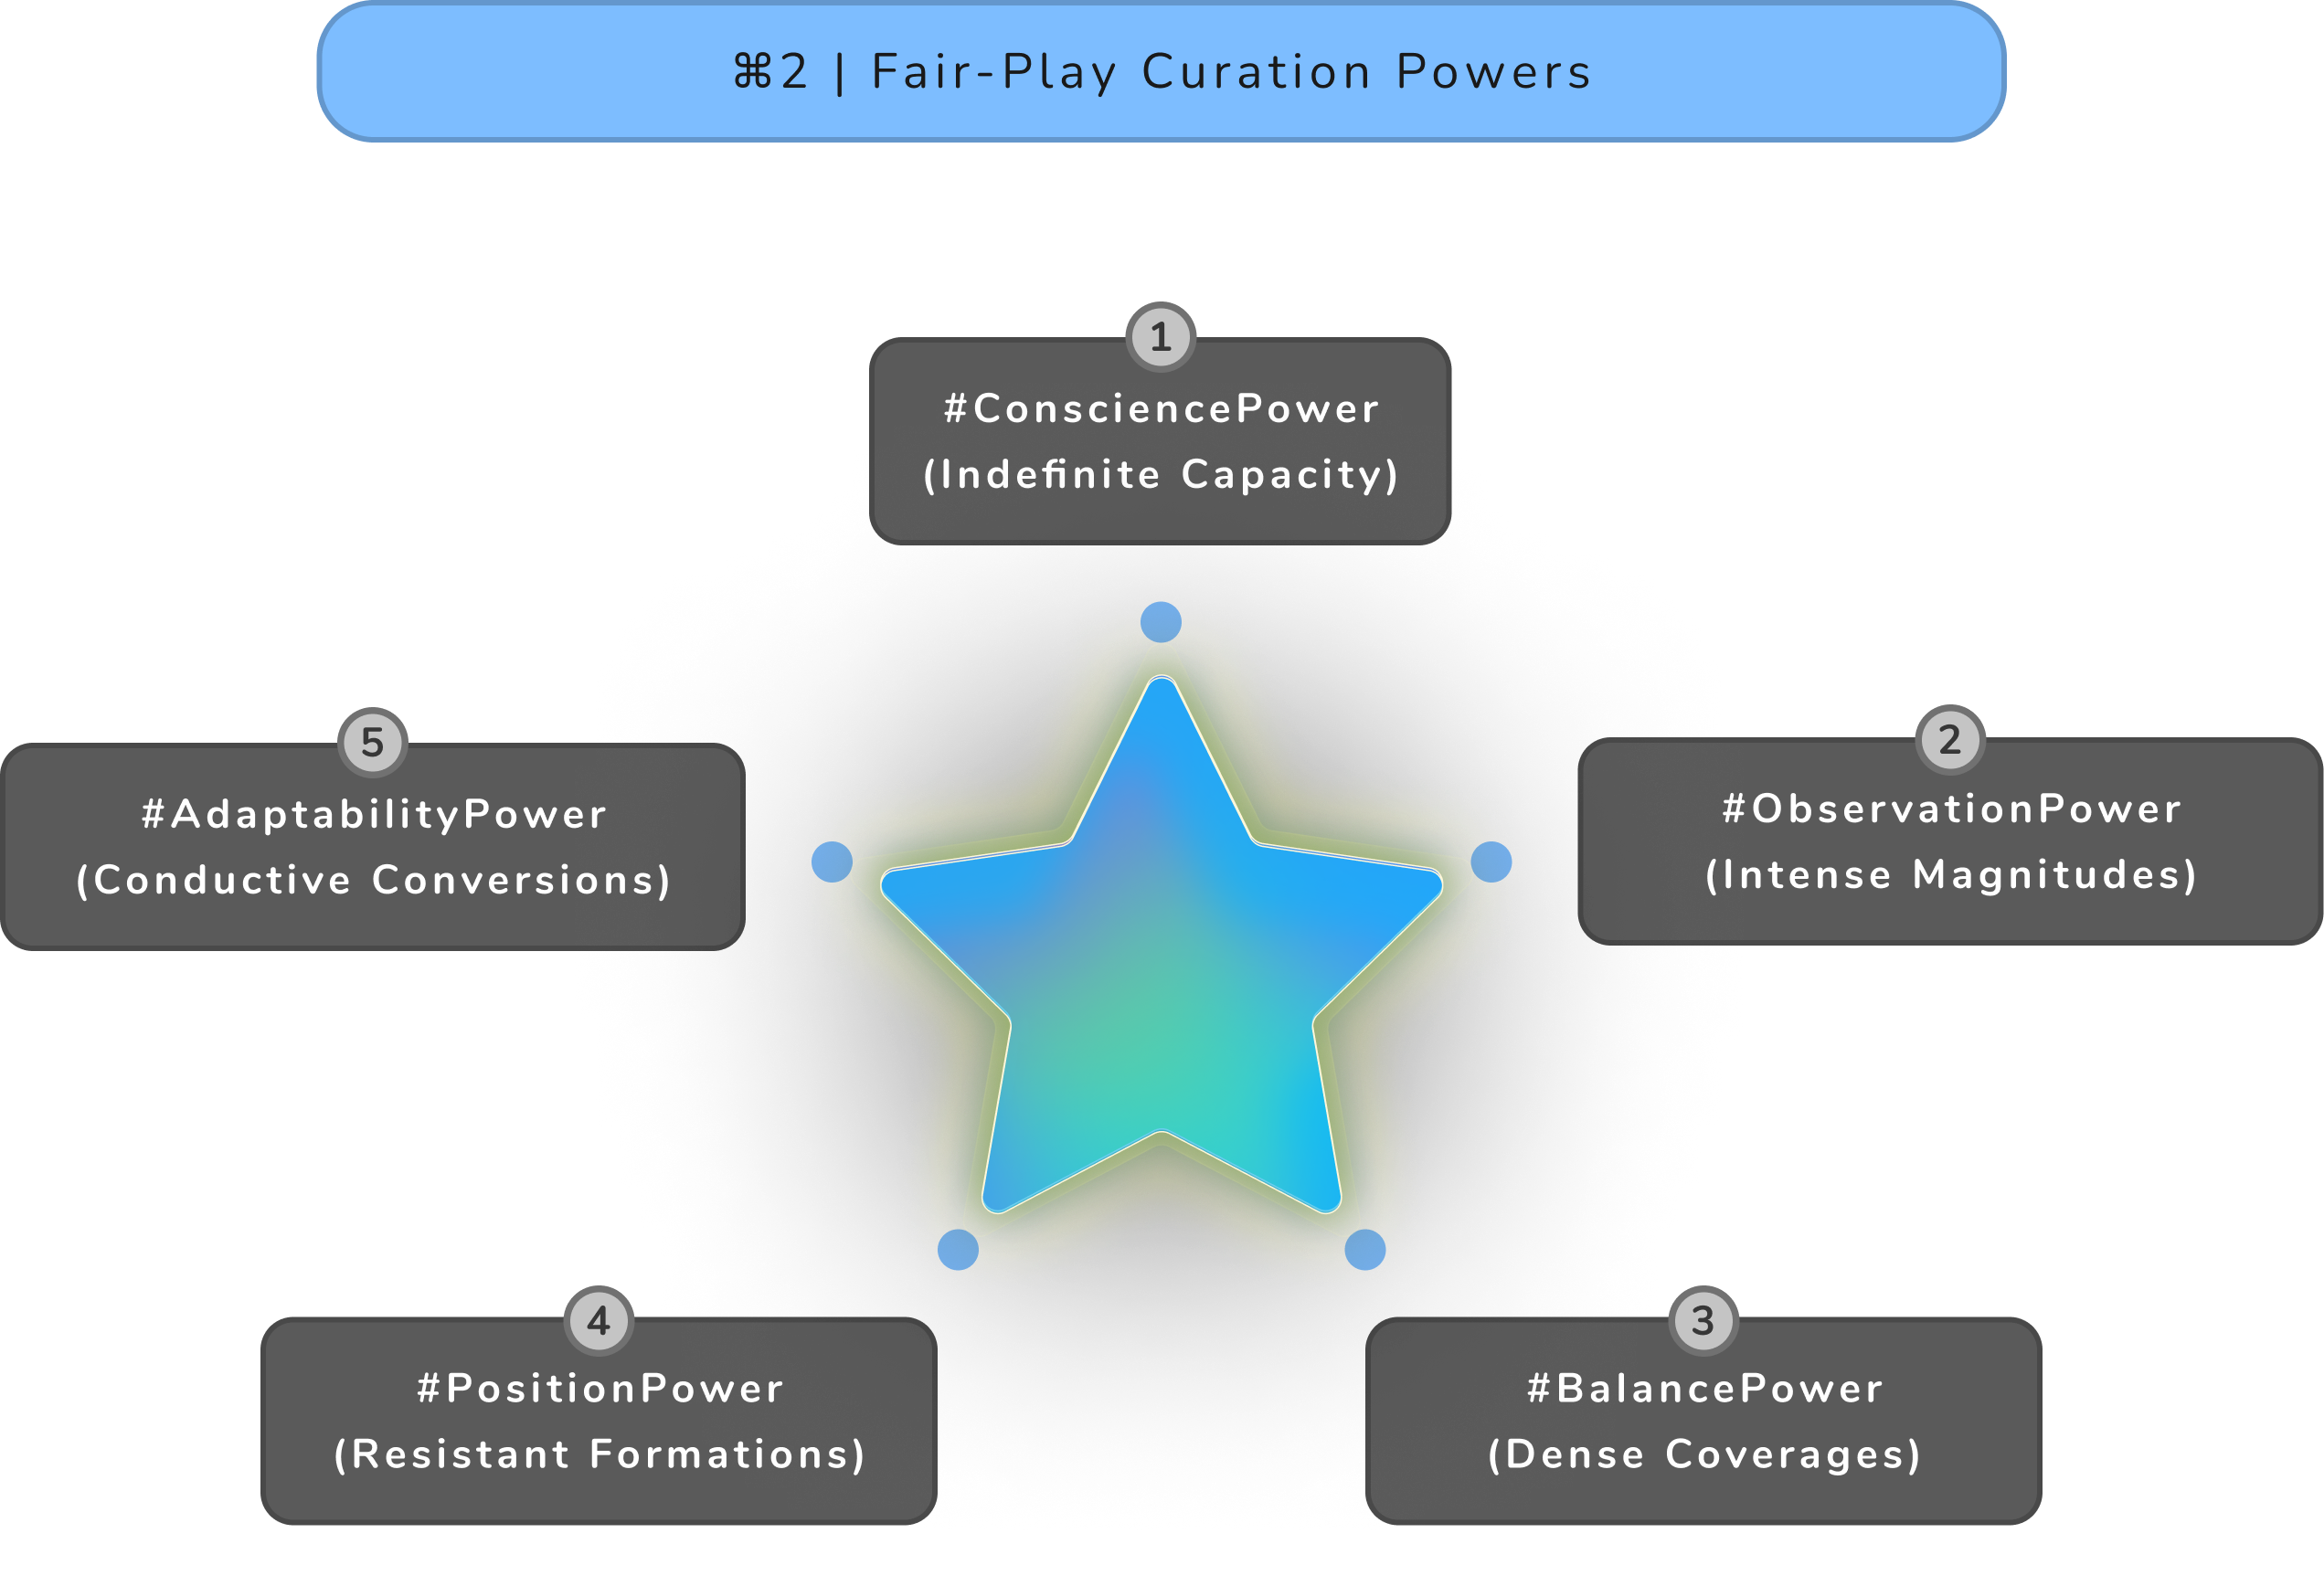 ⌘2 | Fair-Play Curation Powers
1
#ConsciencePower
(Indefinite Capacity)
2
#ObservationPower
(Intense Magnitudes)
3
#BalancePower
(Dense Coverages)
4
#PositionPower
(Resistant Formations)
5
#AdaptabilityPower
(Conductive Conversions)